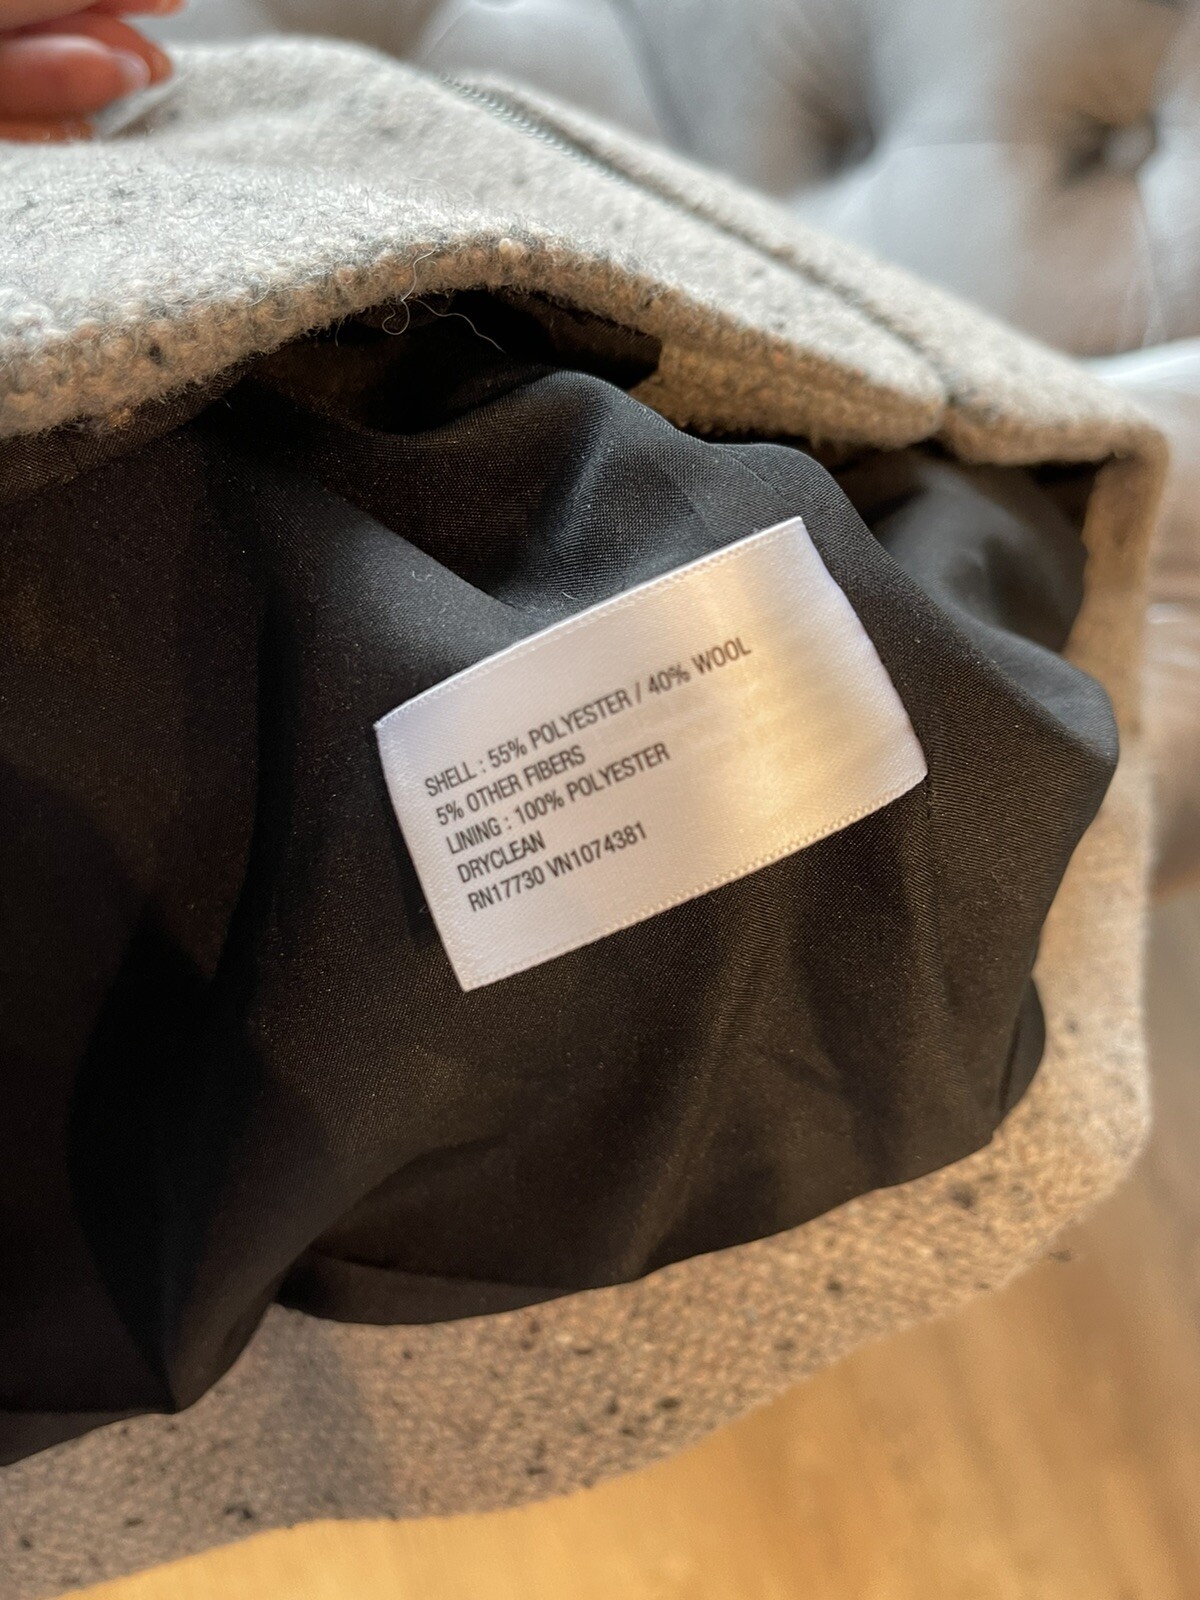 SHELL : 55% POLYESTER / 40% WOOL
5% OTHER FIBERS
LINING : 100% POLYESTER
DRYCLEAN
RN17730 VN1074381